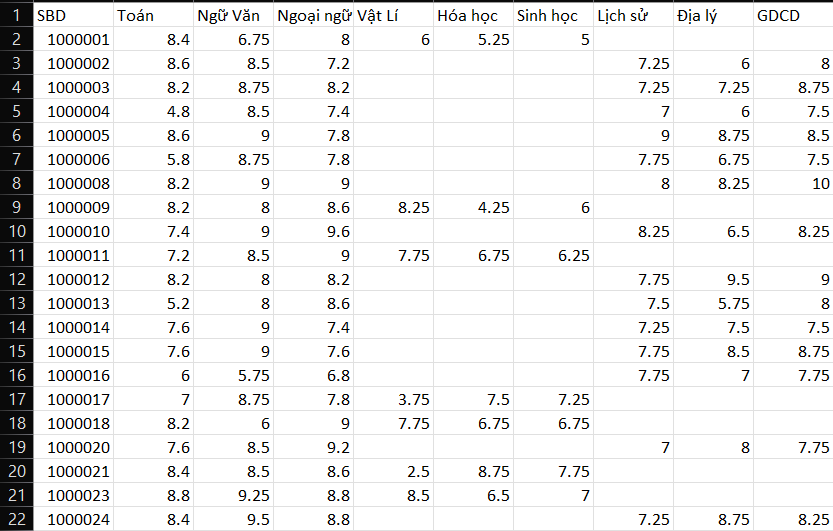 1 SBD Toán Ngữ Văn Ngoại ngữ Vật Lí Hóa học Sinh học Lịch sử Địa lý GDCD
2 1000001 8.4 6.75 8 6 5.25 5
3 1000002 8.6 8.5 7.2 7.25 6 8
4 1000003 8.2 8.75 8.2 7.25 7.25 8.75
5 1000004 4.8 8.5 7.4 7 6 7.5
6 1000005 8.6 9 7.8 9 8.75 8.5
7 1000006 5.8 8.75 7.8 7.75 6.75 7.5
8 1000008 8.2 9 9 8 8.25 10
9 1000009 8.2 8 8.6 8.25 4.25 6
10 1000010 7.4 9 9.6 8.25 6.5 8.25
11 1000011 7.2 8.5 9 7.75 6.75 6.25
12 1000012 8.2 8 8.2 7.75 9.5 9
13 1000013 5.2 8 8.6 7.5 5.75 8
14 1000014 7.6 9 7.4 7.25 7.5 7.5
15 1000015 7.6 9 7.6 7.75 8.5 8.75
16 1000016 6 5.75 6.8 7.75 7 7.75
17 1000017 7 8.75 7.8 3.75 7.5 7.25
18 1000018 8.2 6 9 7.75 6.75 6.75
19 1000020 7.6 8.5 9.2 7 8 7.75
20 1000021 8.4 8.5 8.6 2.5 8.75 7.75
21 1000023 8.8 9.25 8.8 8.5 6.5 7
22 1000024 8.4 9.5 8.8 7.25 8.75 8.25